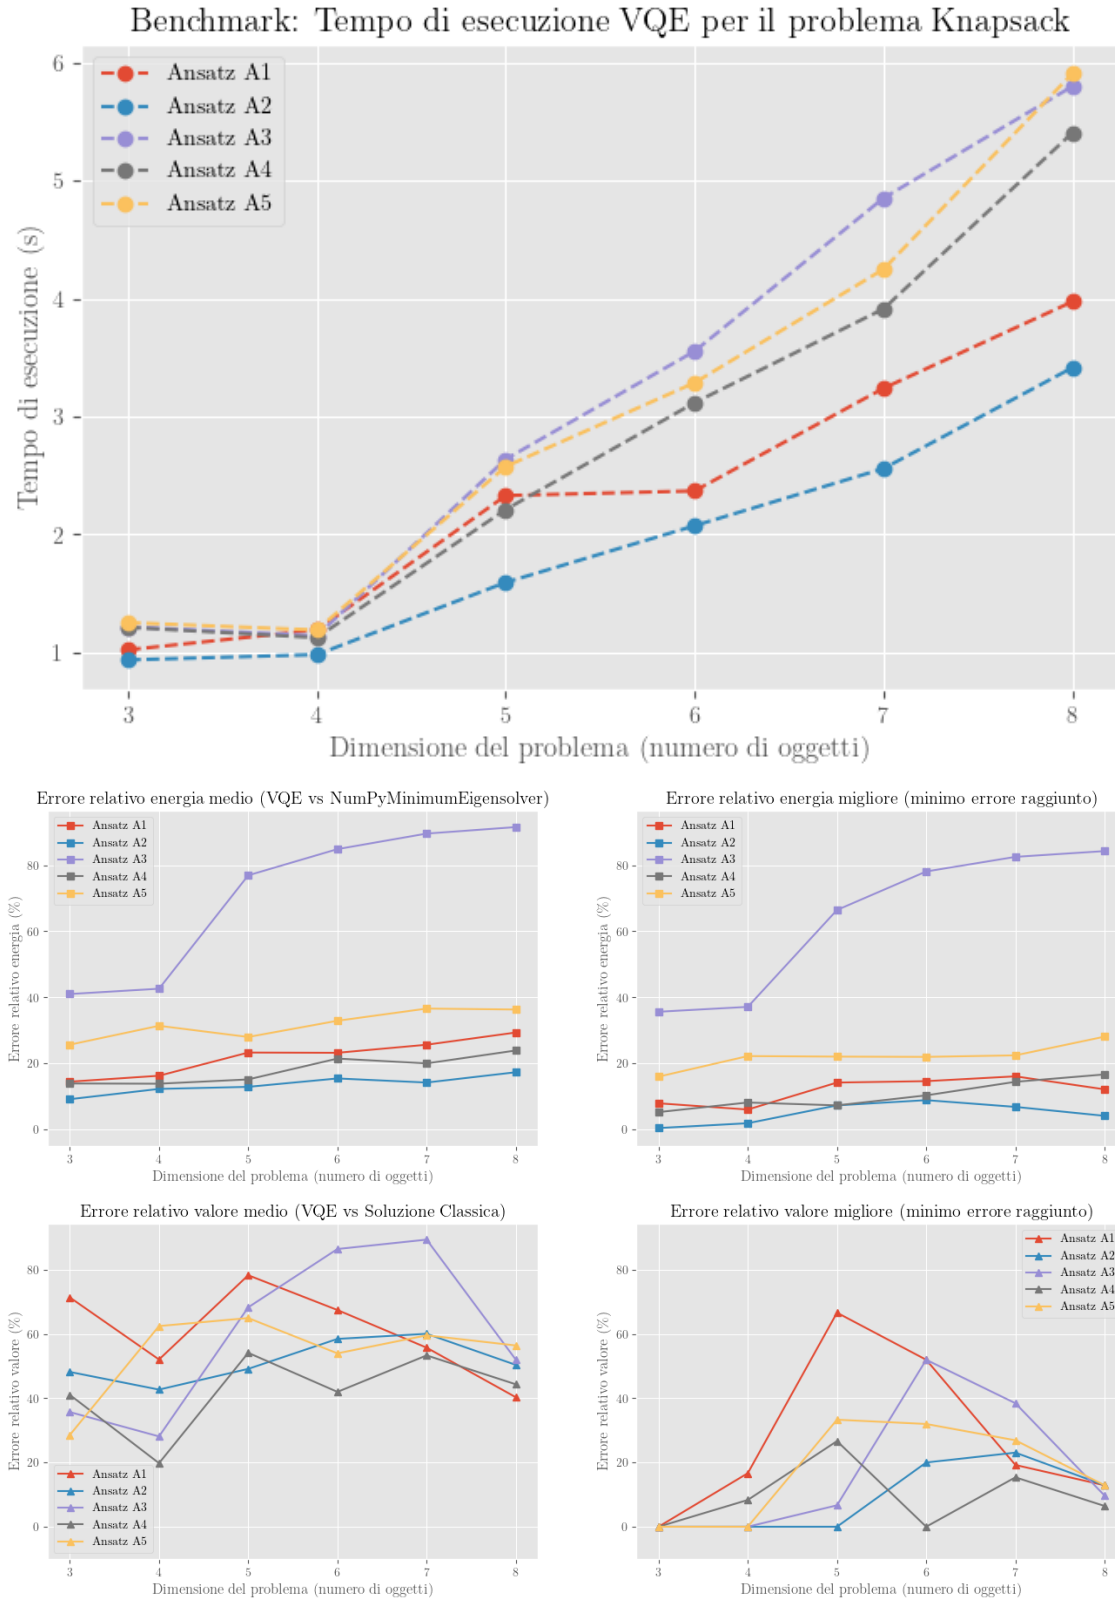 Benchmark: Tempo di esecuzione VQE per il problema Knapsack
Ansatz A1
Ansatz A2
Ansatz A3
Ansatz A4
Ansatz A5
Tempo di esecuzione (s)
6
5
4
3
2
1
3 4 5 6 7 8
Dimensione del problema (numero di oggetti)
Errore relativo energia medio (VQE vs NumPyMinimumEigensolver)
Ansatz A1
Ansatz A2
Ansatz A3
Ansatz A4
Ansatz A5
Errore relativo energia (%)
80
60
40
20
0
3 4 5 6 7 8
Dimensione del problema (numero di oggetti)
Errore relativo energia migliore (minimo errore raggiunto)
Ansatz A1
Ansatz A2
Ansatz A3
Ansatz A4
Ansatz A5
Errore relativo energia (%)
80
60
40
20
0
3 4 5 6 7 8
Dimensione del problema (numero di oggetti)
Errore relativo valore medio (VQE vs Soluzione Classica)
Errore relativo valore (%)
80
60
40
20
0
Ansatz A1
Ansatz A2
Ansatz A3
Ansatz A4
Ansatz A5
3 4 5 6 7 8
Dimensione del problema (numero di oggetti)
Errore relativo valore migliore (minimo errore raggiunto)
Ansatz A1
Ansatz A2
Ansatz A3
Ansatz A4
Ansatz A5
Errore relativo valore (%)
80
60
40
20
0
3 4 5 6 7 8
Dimensione del problema (numero di oggetti)